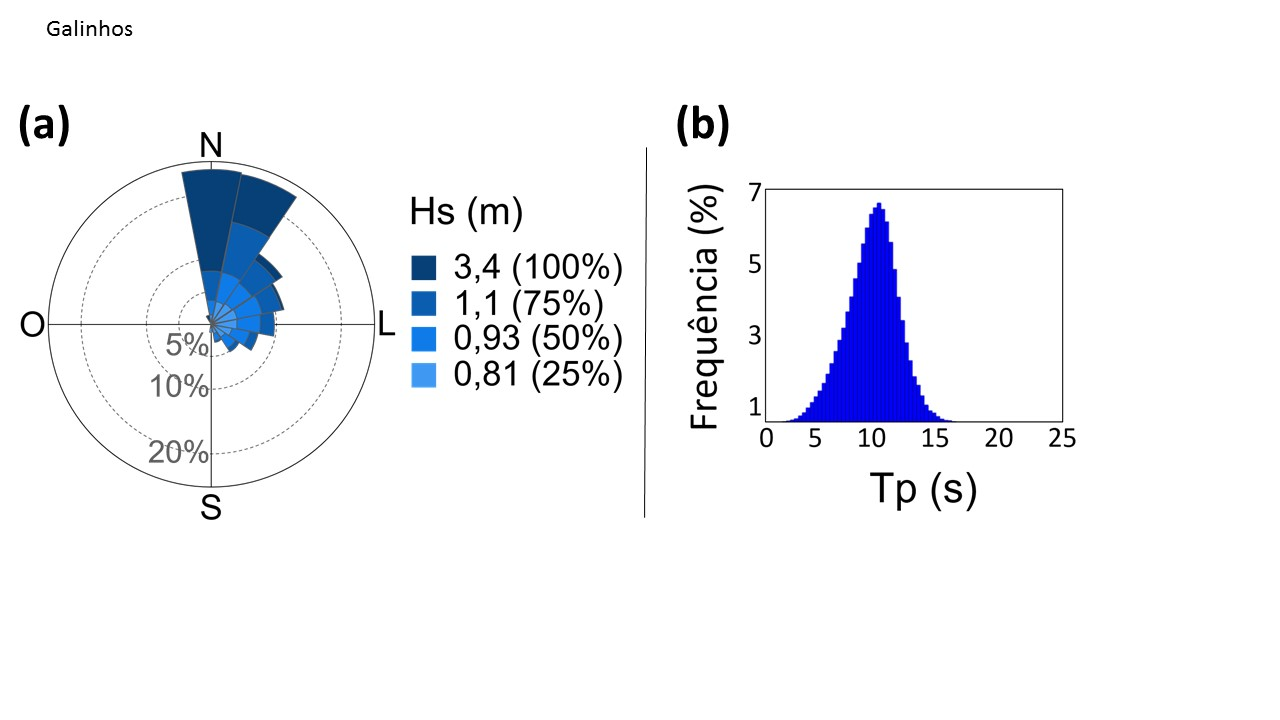 Galinhos
(a)
N
O
L
S
5%
10%
20%
Hs (m)
3,4 (100%)
1,1 (75%)
0,93 (50%)
0,81 (25%)
(b)
Frequência (%)
7
5
3
1
0 5 10 15 20 25
Tp (s)